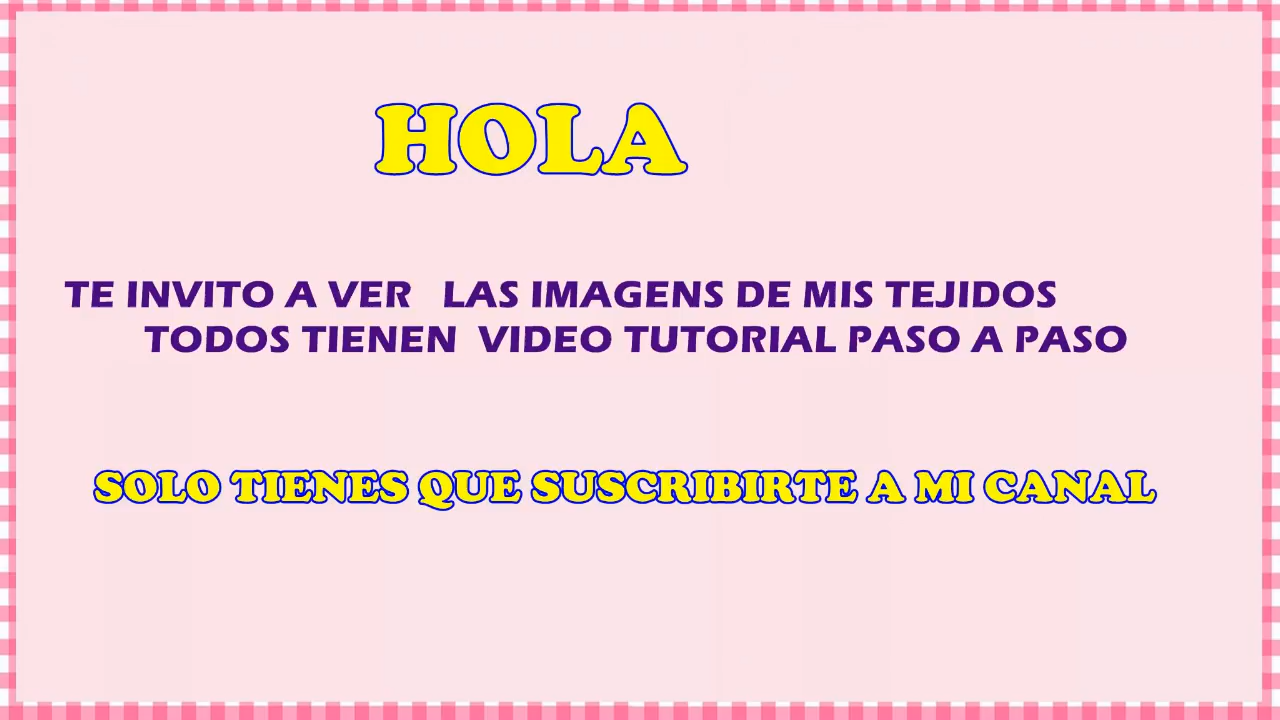 HOLA
TE INVITO A VER LAS IMAGENS DE MIS TEJIDOS
TODOS TIENEN VIDEO TUTORIAL PASO A PASO
SOLO TIENES QUE SUSCRIBIRTE A MI CANAL